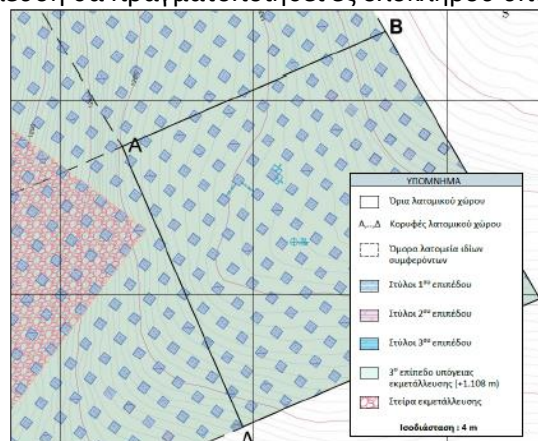 B
A
ΥΠΟΜΝΗΜΑ
Όρια λατομικού χώρου
Α,..,Δ Κορυφές λατομικού χώρου
Όμορα λατομεία ιδίων
συμφερόντων
Στύλοι 1ου επιπέδου
Στύλοι 2ου επιπέδου
Στύλοι 3ου επιπέδου
3ο επίπεδο υπόγειας
εκμετάλλευσης (+1.108 m)
Στείρα εκμετάλλευσης
Ισοδιάσταση : 4 m
Δ